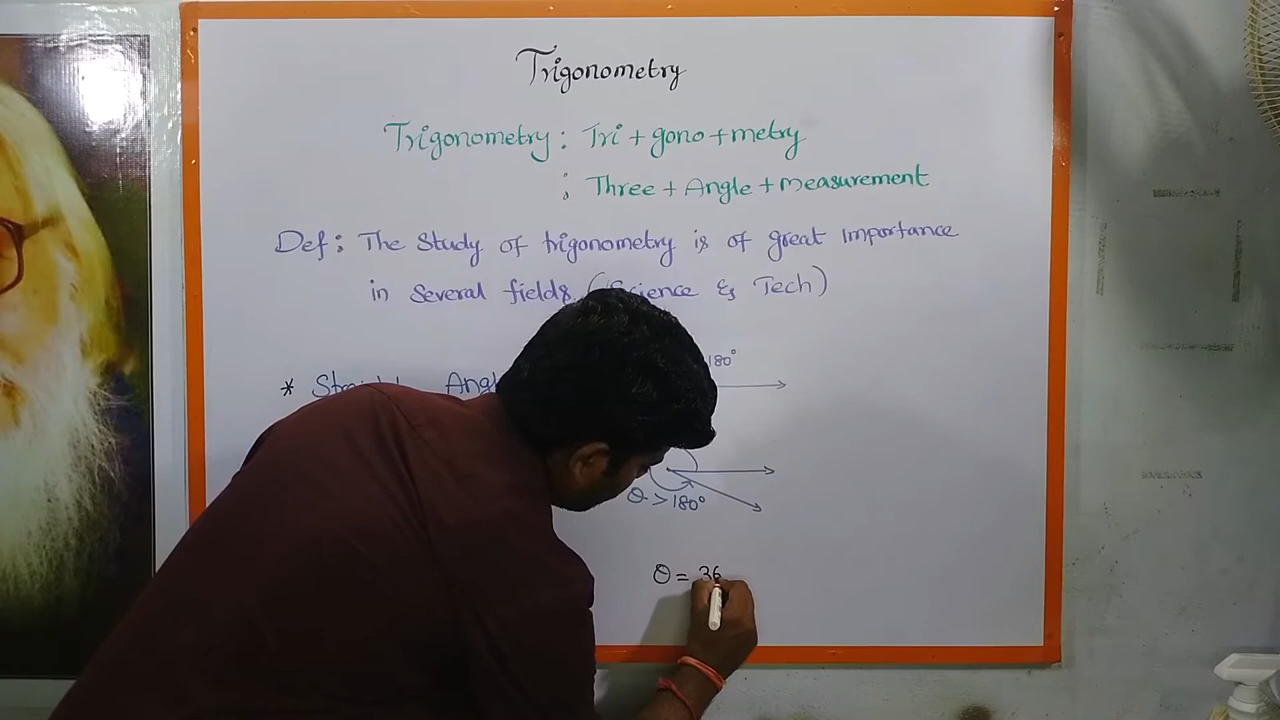 Trigonometry
Trigonometry : Tri + gono + metry
: Three + Angle + Measurement
Def : The Study of trigonometry is of great Importance
in Several fields (Science & Tech)
* Angl 180°
θ > 180°
θ = 36